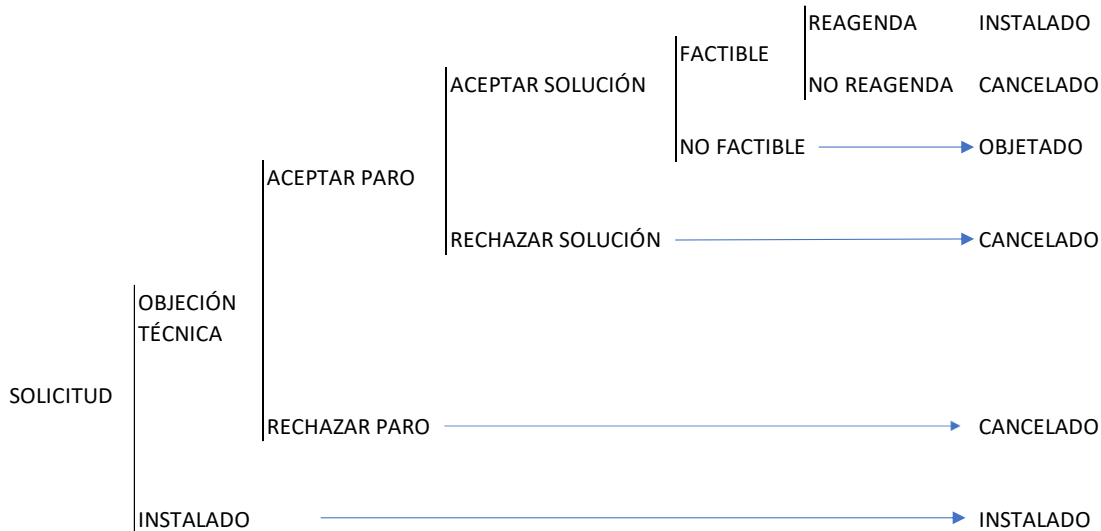 REAGENDA INSTALADO
FACTIBLE
ACEPTAR SOLUCIÓN NO REAGENDA CANCELADO
NO FACTIBLE OBJETADO
ACEPTAR PARO
RECHAZAR SOLUCIÓN CANCELADO
OBJECIÓN
TÉCNICA
SOLICITUD
RECHAZAR PARO CANCELADO
INSTALADO INSTALADO